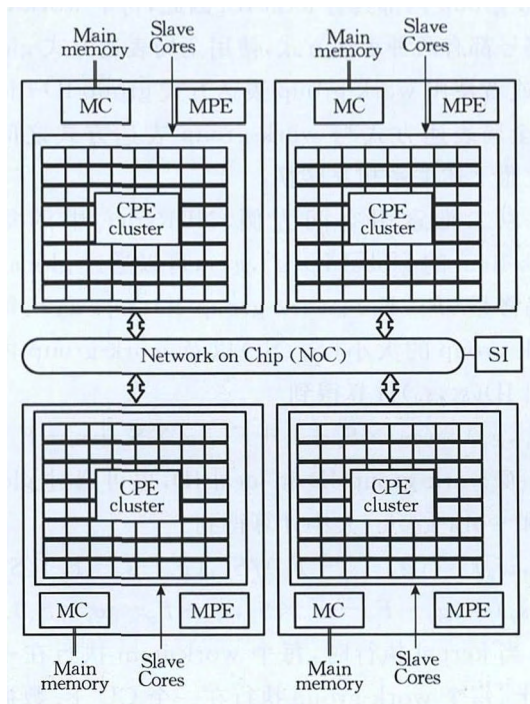 Main
memory
Slave
Cores
Main
memory
Slave
Cores
MC
MPE
MC
MPE
CPE
cluster
CPE
cluster
Network on Chip (NoC)
SI
CPE
cluster
CPE
cluster
MC
MPE
MC
MPE
Main
memory
Slave
Cores
Main
memory
Slave
Cores